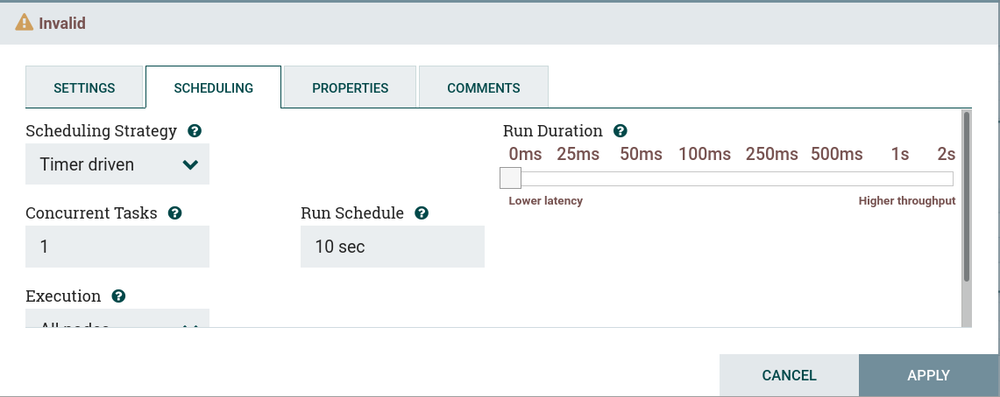 Invalid
SETTINGS SCHEDULING PROPERTIES COMMENTS
Scheduling Strategy ?
Timer driven
Run Duration ?
0ms 25ms 50ms 100ms 250ms 500ms 1s 2s
Lower latency Higher throughput
Concurrent Tasks ?
1
Run Schedule ?
10 sec
Execution ?
All nodes
CANCEL APPLY